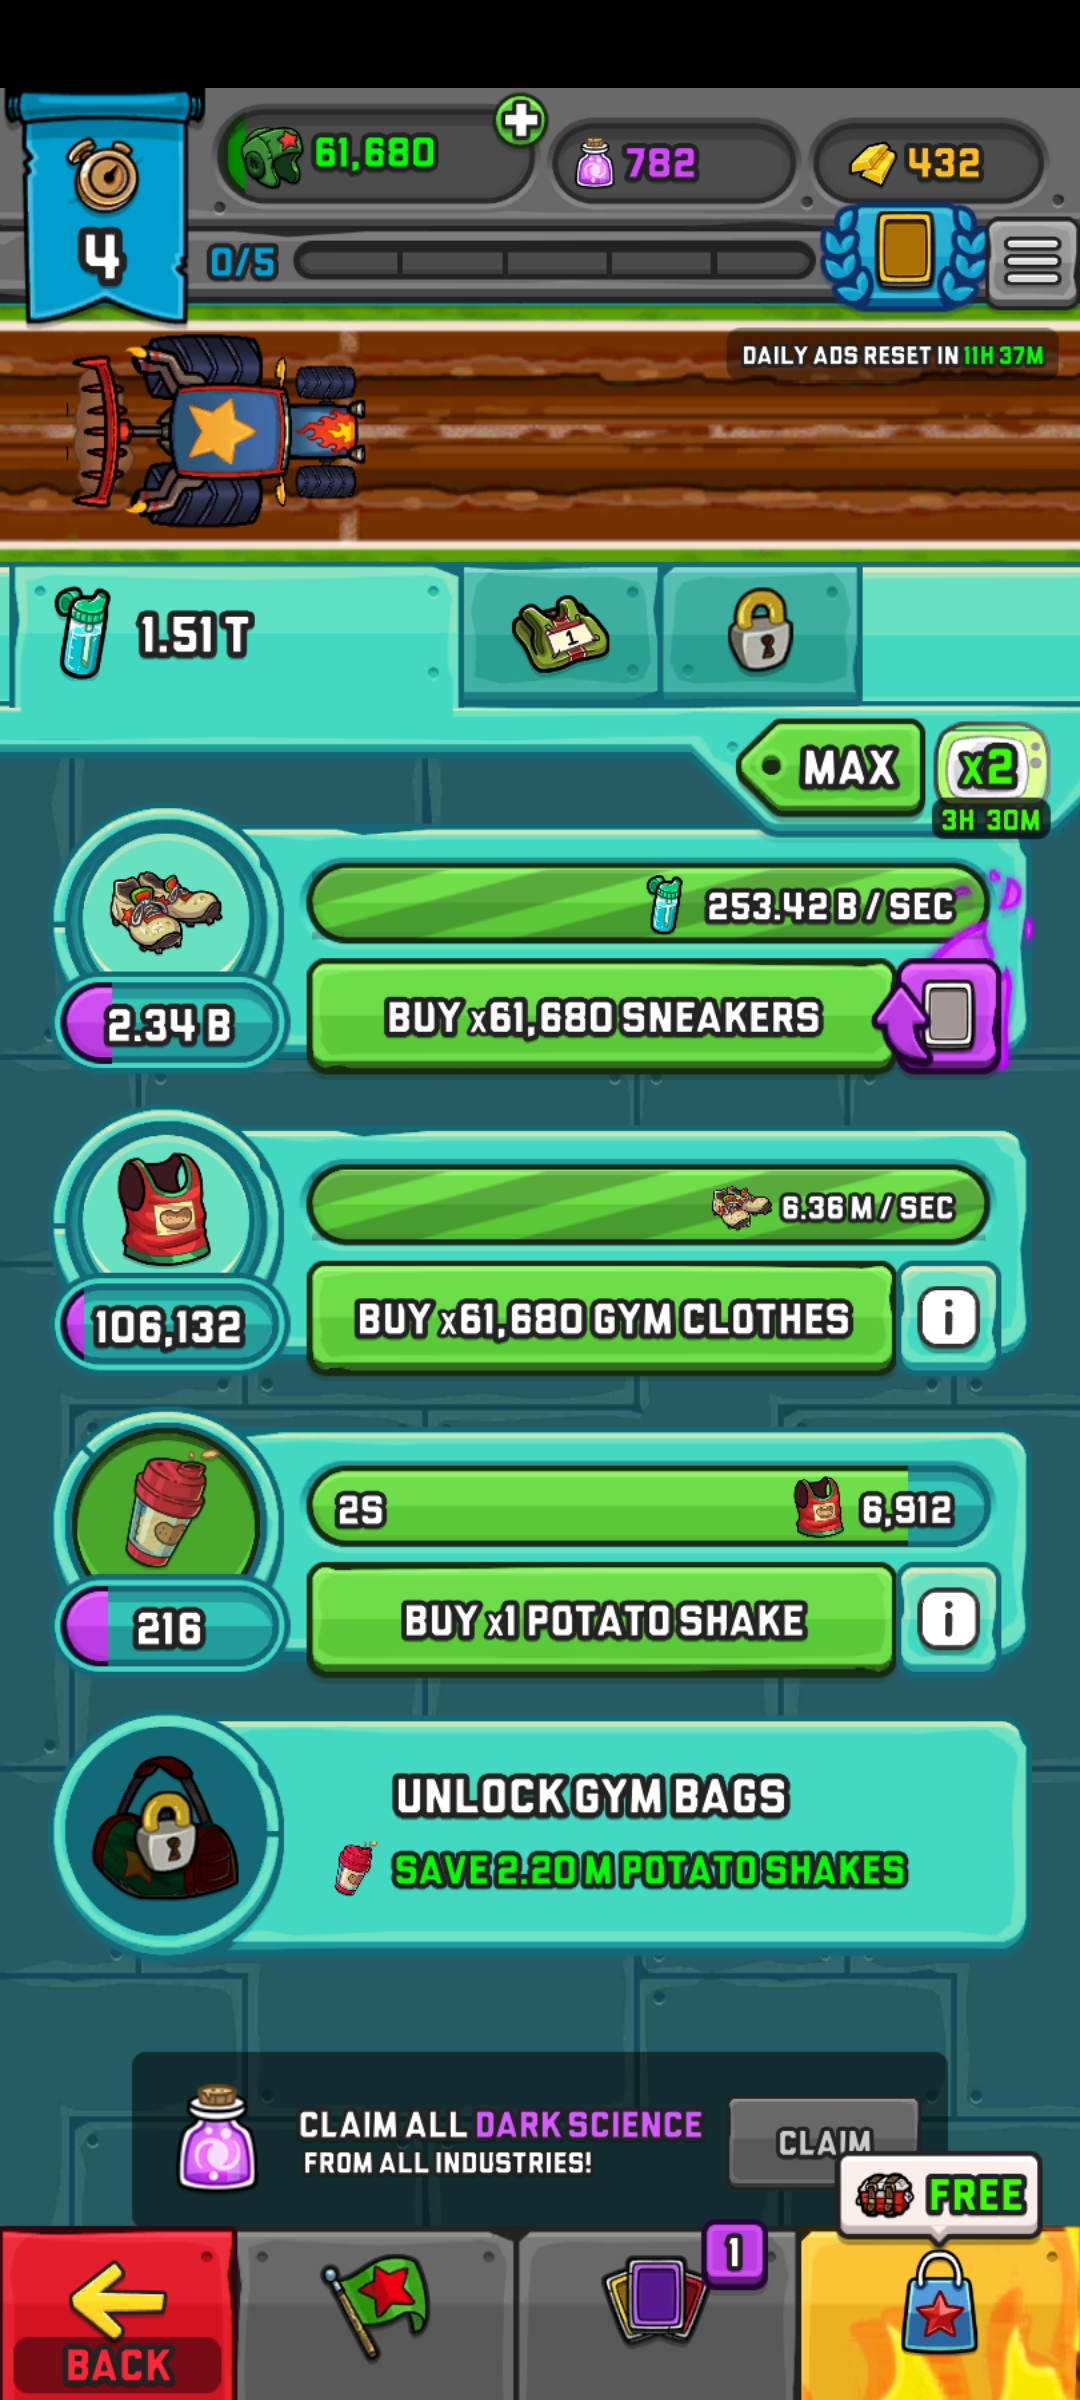 61,680
782
432
4
0/5
DAILY ADS RESET IN 11H 37M
1.51 T
1
MAX
x2
3H 30M
253.42 B / SEC
2.34 B
BUY x61,680 SNEAKERS
6.36 M / SEC
106,132
BUY x61,680 GYM CLOTHES
i
2S
6,912
216
BUY x1 POTATO SHAKE
i
UNLOCK GYM BAGS
SAVE 2.20 M POTATO SHAKES
CLAIM ALL DARK SCIENCE
FROM ALL INDUSTRIES!
CLAIM
FREE
1
BACK